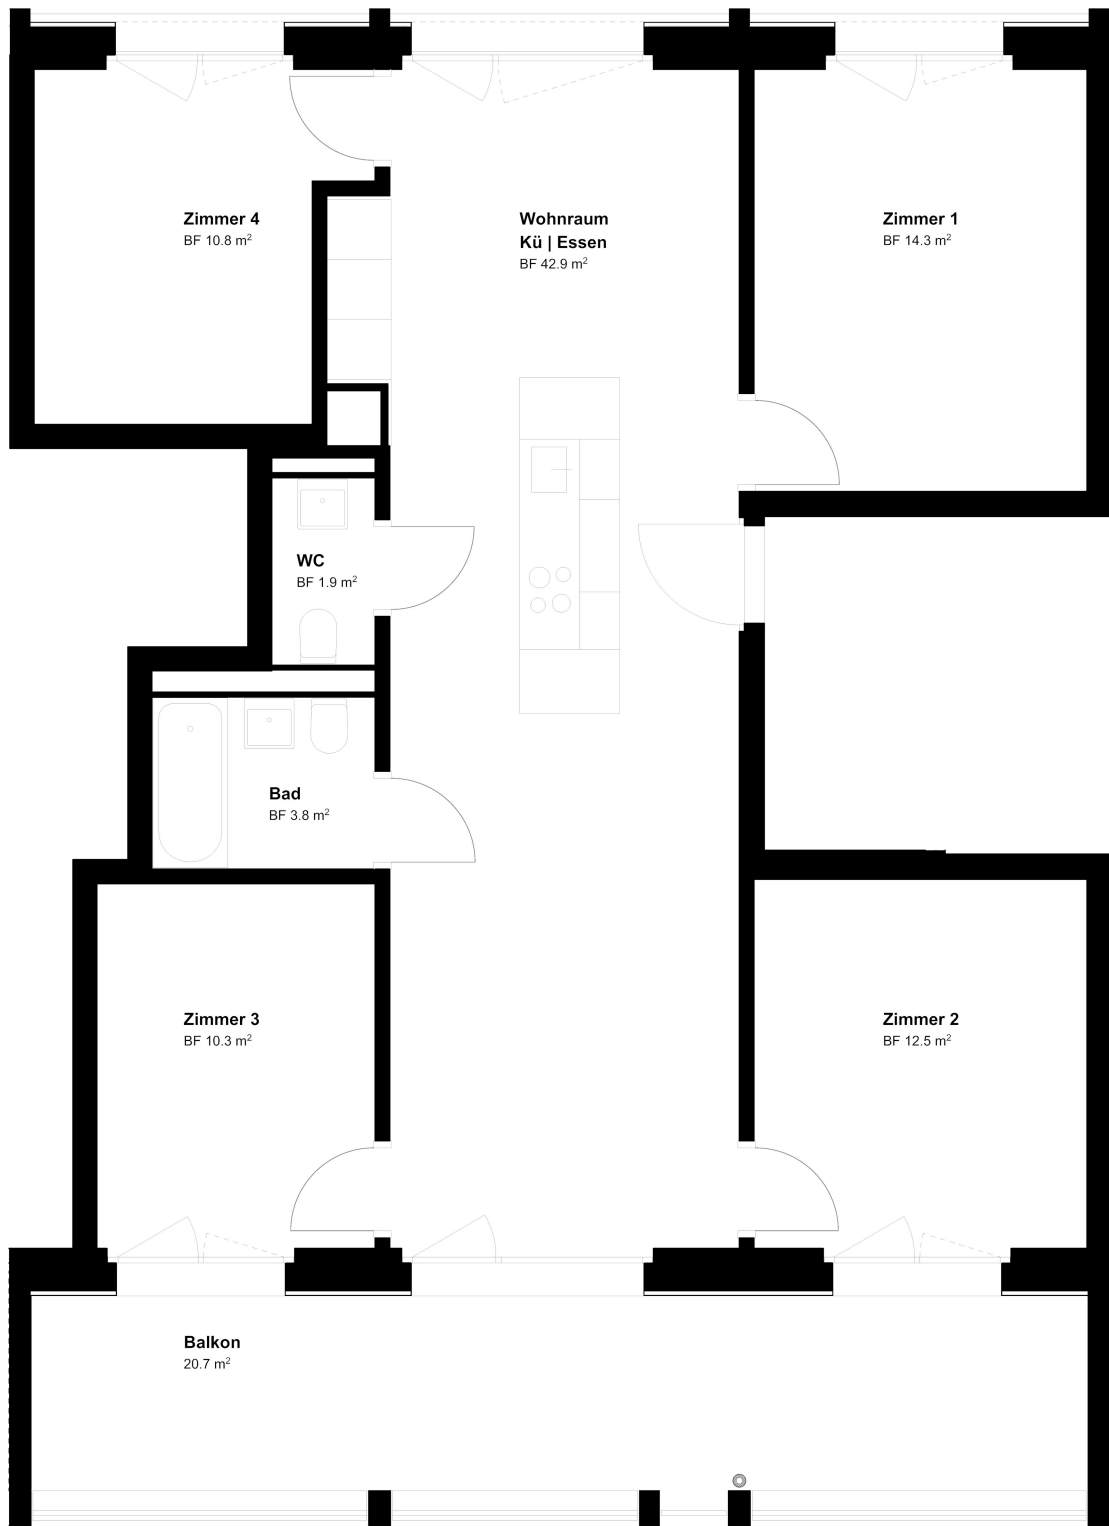 Zimmer 4
BF 10.8 m²
Wohnraum
Kü | Essen
BF 42.9 m²
Zimmer 1
BF 14.3 m²
WC
BF 1.9 m²
Bad
BF 3.8 m²
Zimmer 3
BF 10.3 m²
Zimmer 2
BF 12.5 m²
Balkon
20.7 m²